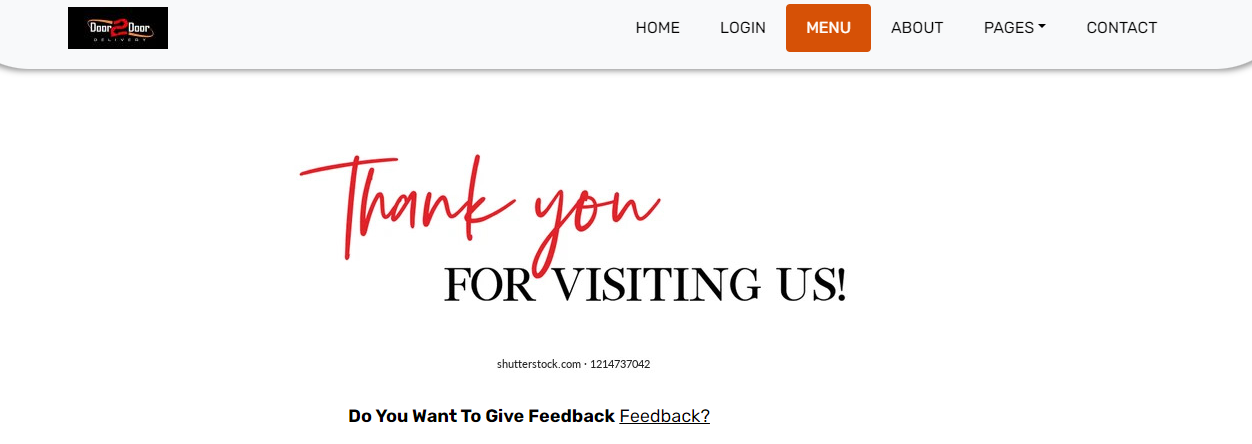 Door 2 Door
DELIVERY
HOME LOGIN MENU ABOUT PAGES CONTACT
Thank you
FOR VISITING US!
shutterstock.com · 1214737042
Do You Want To Give Feedback Feedback?